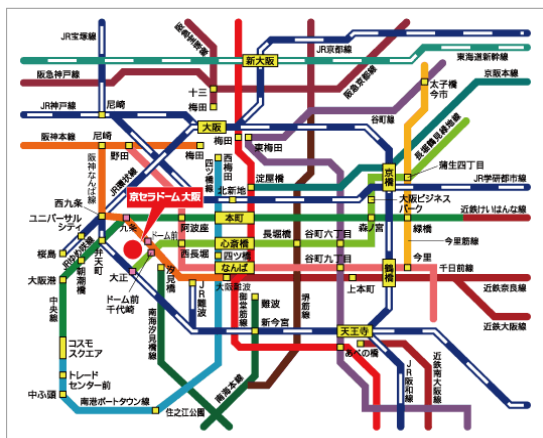 JR宝塚線
阪急宝塚線
JR京都線
東海道新幹線
新大阪
阪急神戸線
十三
梅田
阪急京都線
太子橋
今市
京阪本線
JR神戸線
尼崎
大阪
谷町線
長堀鶴見緑地線
阪神本線
尼崎
野田
梅田
梅田
東梅田
西梅田
四ツ橋線
淀屋橋
京橋
蒲生四丁目
阪神なんば線
JR環状線
京セラドーム大阪
北新地
JR学研都市線
大阪ビジネス
パーク
西九条
ユニバーサル
シティ
九条
ドーム前
阿波座
本町
森ノ宮
緑橋
近鉄けいはんな線
桜島
JRゆめ咲線
弁天町
朝潮橋
西長堀
心斎橋
長堀橋
谷町六丁目
今里筋線
大阪港
大正
汐見橋
四ツ橋
なんば
谷町九丁目
鶴橋
今里
千日前線
中央線
ドーム前
千代崎
JR難波
大阪難波
上本町
近鉄奈良線
南海汐見橋線
御堂筋線
難波
堺筋線
近鉄大阪線
新今宮
天王寺
コスモ
スクエア
あべの橋
トレード
センター前
中ふ頭
南港ポートタウン線
住之江公園
南海本線
JR阪和線
近鉄南大阪線